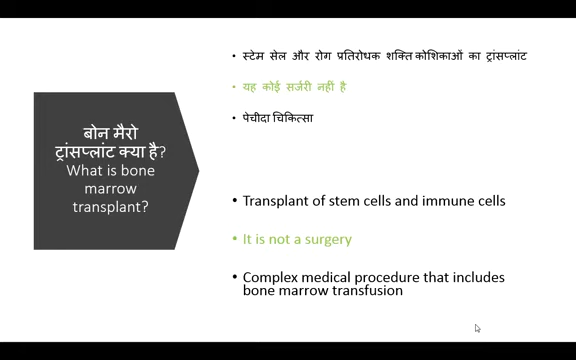 बोन मैरो
ट्रांसप्लांट क्या है?
What is bone
marrow
transplant?
• स्टेम सेल और रोग प्रतिरोधक शक्ति कोशिकाओं का ट्रांसप्लांट
• यह कोई सर्जरी नहीं है
• पेचीदा चिकित्सा
• Transplant of stem cells and immune cells
• It is not a surgery
• Complex medical procedure that includes
bone marrow transfusion